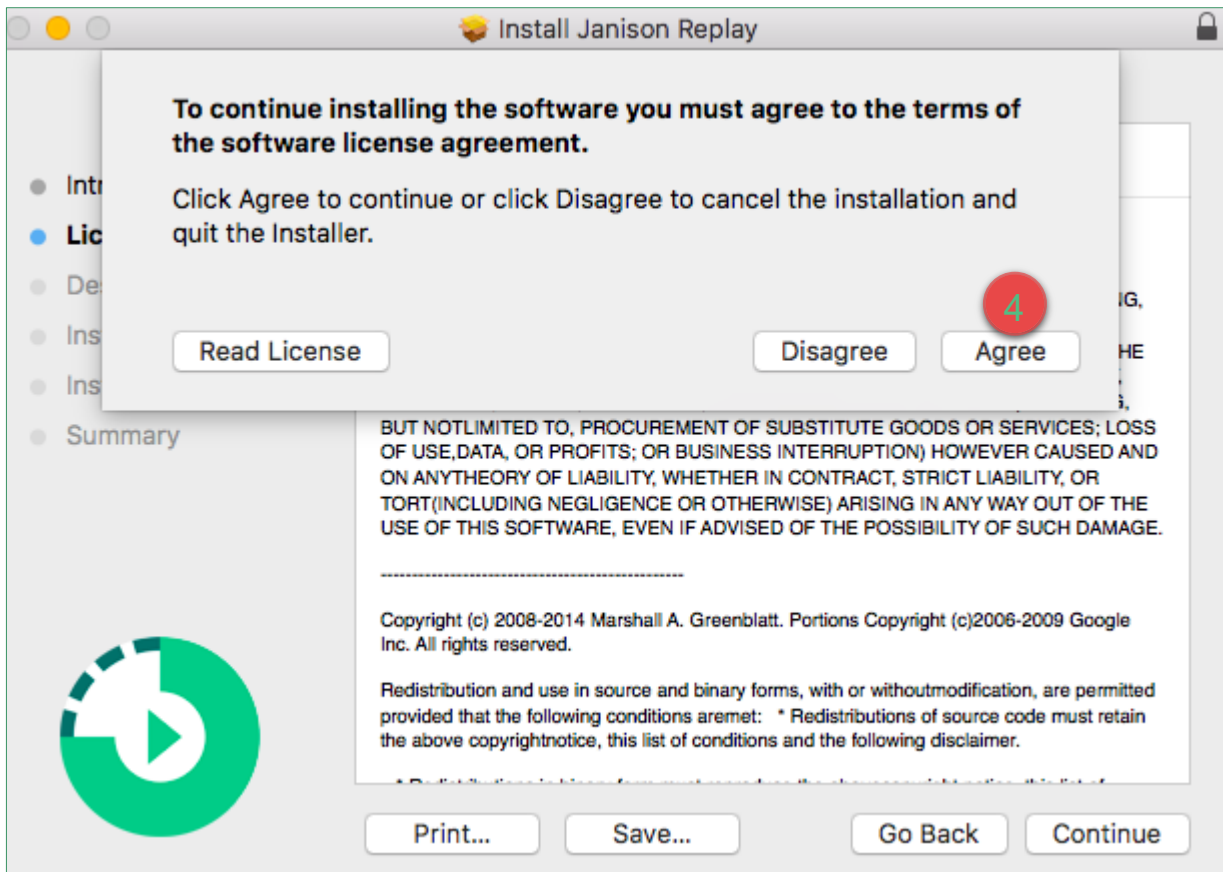 Install Janison Replay
To continue installing the software you must agree to the terms of
the software license agreement.
Click Agree to continue or click Disagree to cancel the installation and
quit the Installer.
4
Read License
Disagree
Agree
Summary
BUT NOTLIMITED TO, PROCUREMENT OF SUBSTITUTE GOODS OR SERVICES; LOSS
OF USE,DATA, OR PROFITS; OR BUSINESS INTERRUPTION) HOWEVER CAUSED AND
ON ANYTHEORY OF LIABILITY, WHETHER IN CONTRACT, STRICT LIABILITY, OR
TORT(INCLUDING NEGLIGENCE OR OTHERWISE) ARISING IN ANY WAY OUT OF THE
USE OF THIS SOFTWARE, EVEN IF ADVISED OF THE POSSIBILITY OF SUCH DAMAGE.
------------------------------------------------
Copyright (c) 2008-2014 Marshall A. Greenblatt. Portions Copyright (c)2006-2009 Google
Inc. All rights reserved.
Redistribution and use in source and binary forms, with or withoutmodification, are permitted
provided that the following conditions aremet: * Redistributions of source code must retain
the above copyrightnotice, this list of conditions and the following disclaimer.
Print...
Save...
Go Back
Continue